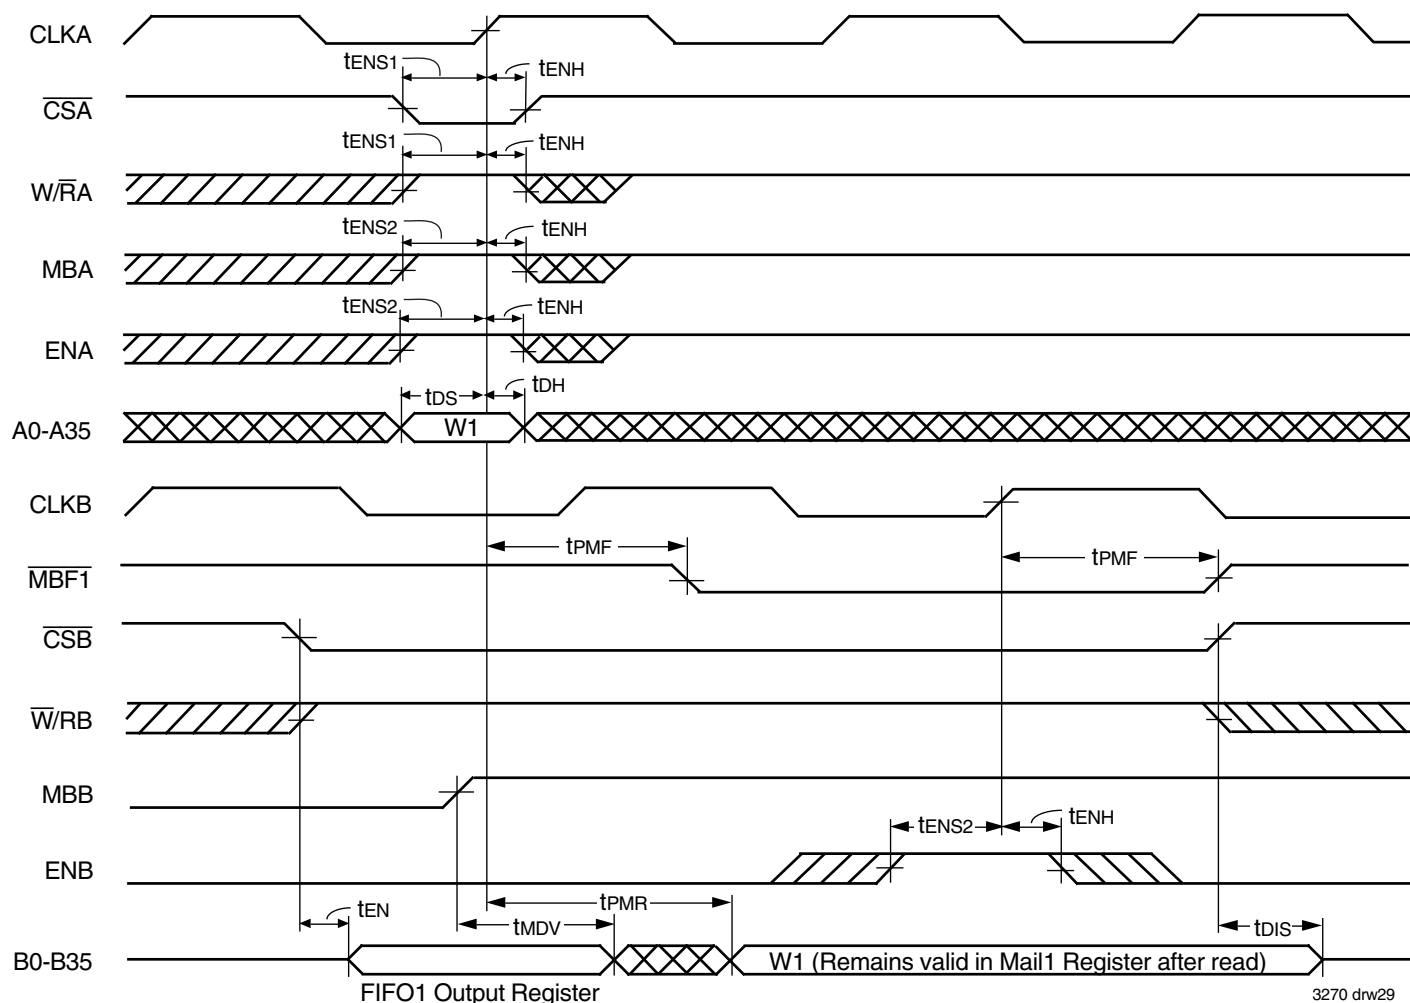 CLKA
tENS1
tENH
CSA
tENS1
tENH
W/RA
tENS2
tENH
MBA
tENS2
tENH
ENA
tDS
tDH
A0-A35
W1
CLKB
tPMF
tPMF
MBF1
CSB
W/RB
MBB
tENS2
tENH
ENB
tEN
tPMR
tMDV
tDIS
B0-B35
W1 (Remains valid in Mail1 Register after read)
FIFO1 Output Register
3270 drw29